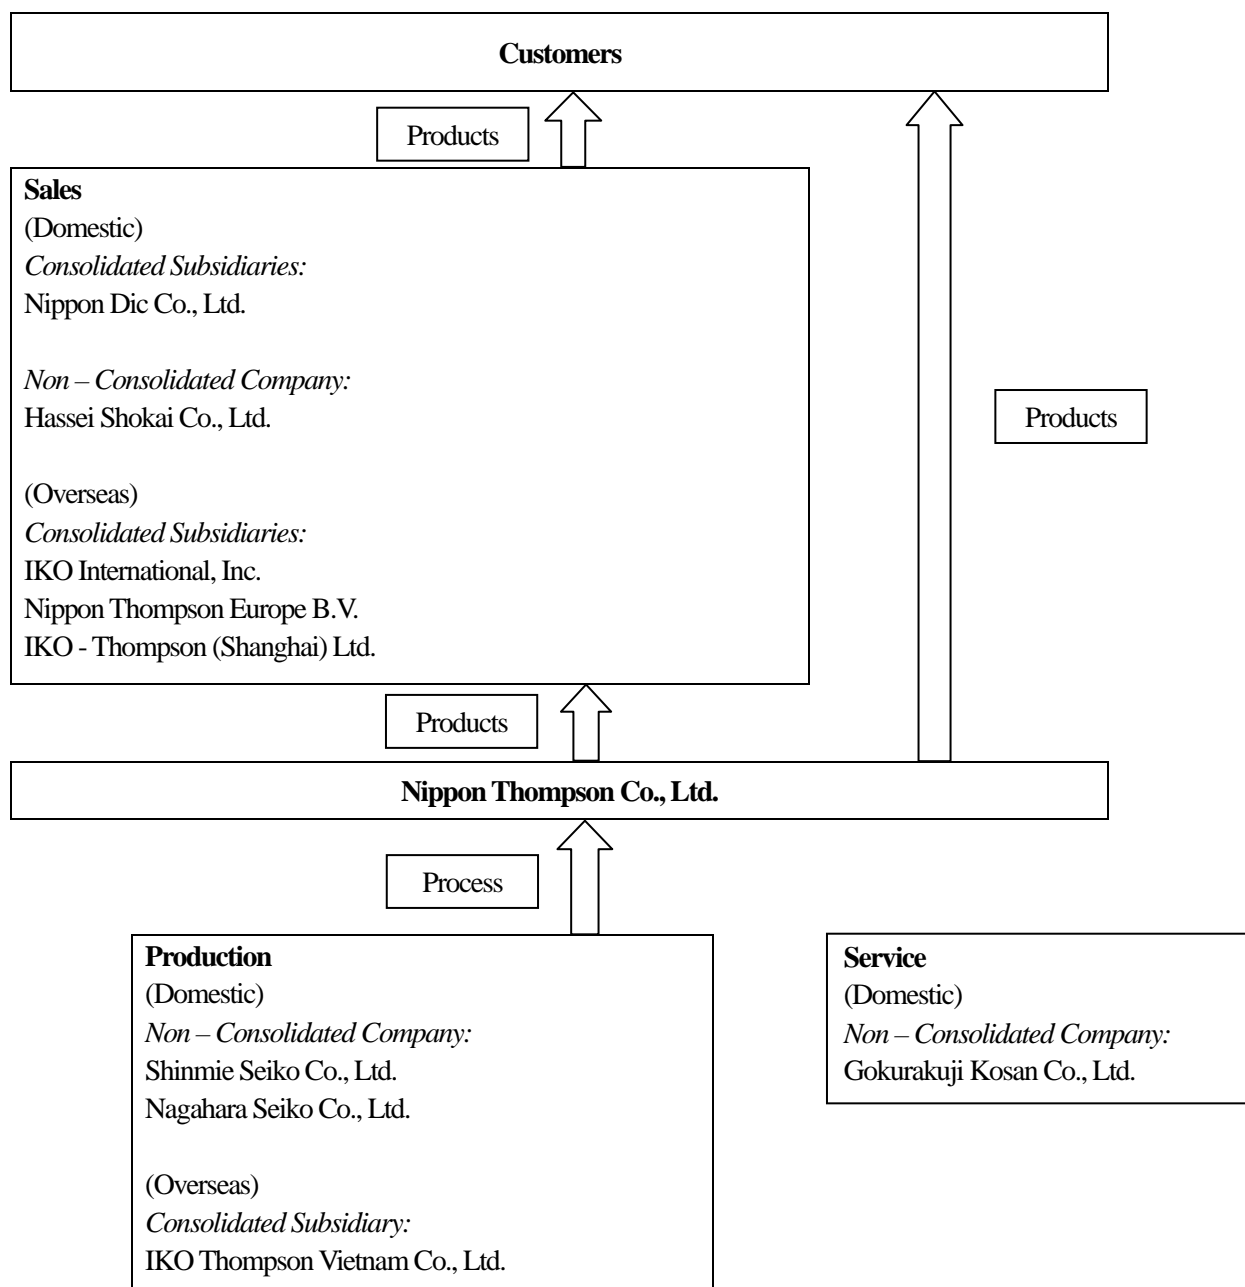 Customers
Products
Sales
(Domestic)
Consolidated Subsidiaries:
Nippon Dic Co., Ltd.
Non – Consolidated Company:
Hassei Shokai Co., Ltd.
(Overseas)
Consolidated Subsidiaries:
IKO International, Inc.
Nippon Thompson Europe B.V.
IKO - Thompson (Shanghai) Ltd.
Products
Products
Nippon Thompson Co., Ltd.
Process
Production
(Domestic)
Non – Consolidated Company:
Shinmie Seiko Co., Ltd.
Nagahara Seiko Co., Ltd.
(Overseas)
Consolidated Subsidiary:
IKO Thompson Vietnam Co., Ltd.
Service
(Domestic)
Non – Consolidated Company:
Gokurakuji Kosan Co., Ltd.